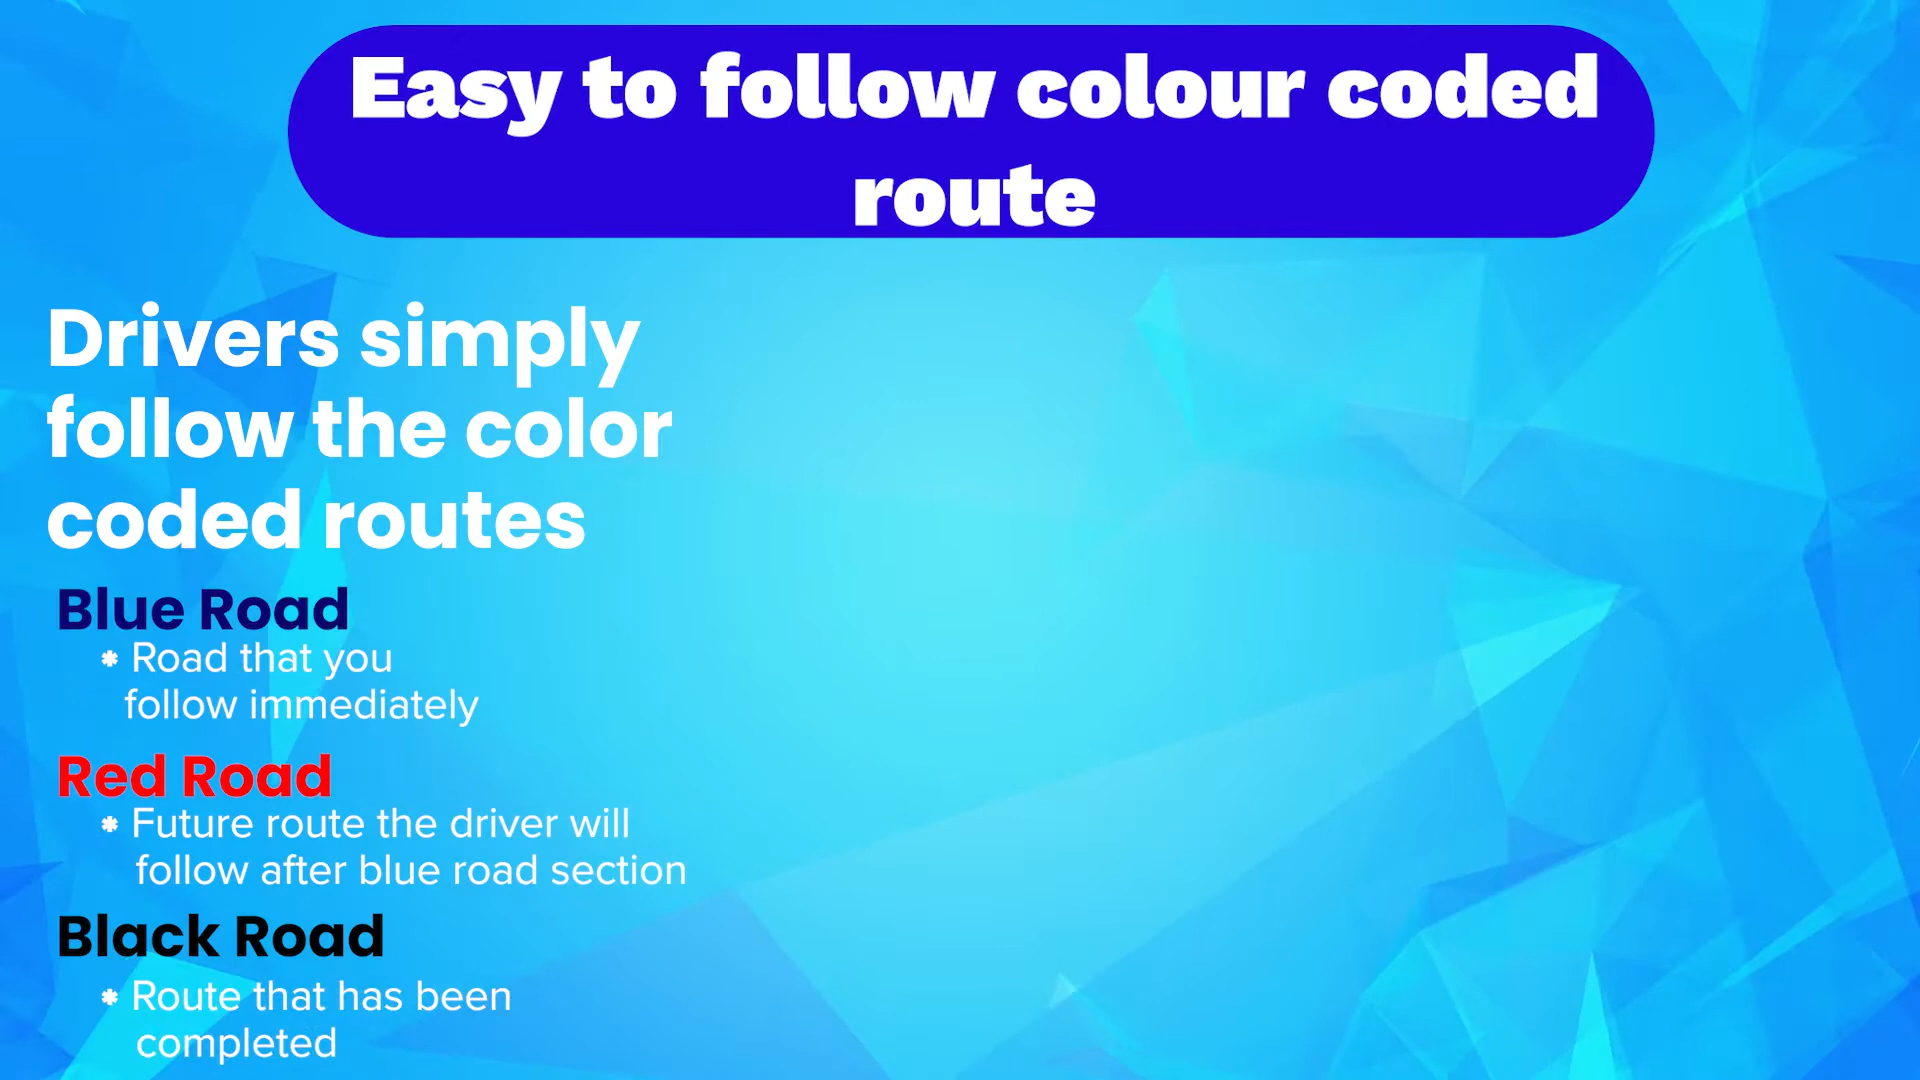 Easy to follow colour coded
route
Drivers simply
follow the color
coded routes
Blue Road
* Road that you
follow immediately
Red Road
* Future route the driver will
follow after blue road section
Black Road
* Route that has been
completed